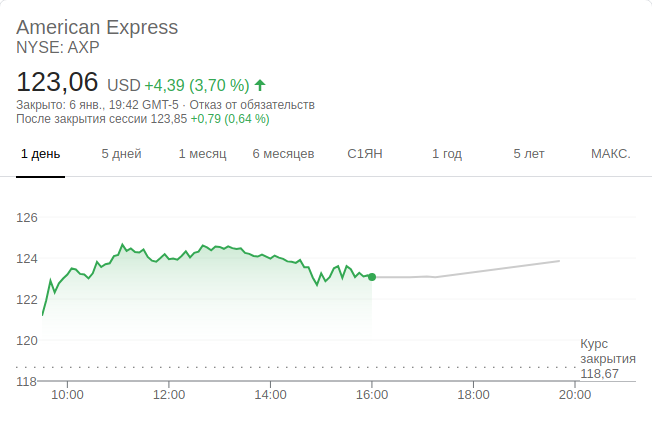 American Express
NYSE: AXP
123,06 USD +4,39 (3,70 %)
Закрыто: 6 янв., 19:42 GMT-5 · Отказ от обязательств
После закрытия сессии 123,85 +0,79 (0,64 %)
1 день 5 дней 1 месяц 6 месяцев С1ЯН 1 год 5 лет МАКС.
126
124
122
120
Курс
закрытия
118,67
118
10:00 12:00 14:00 16:00 18:00 20:00